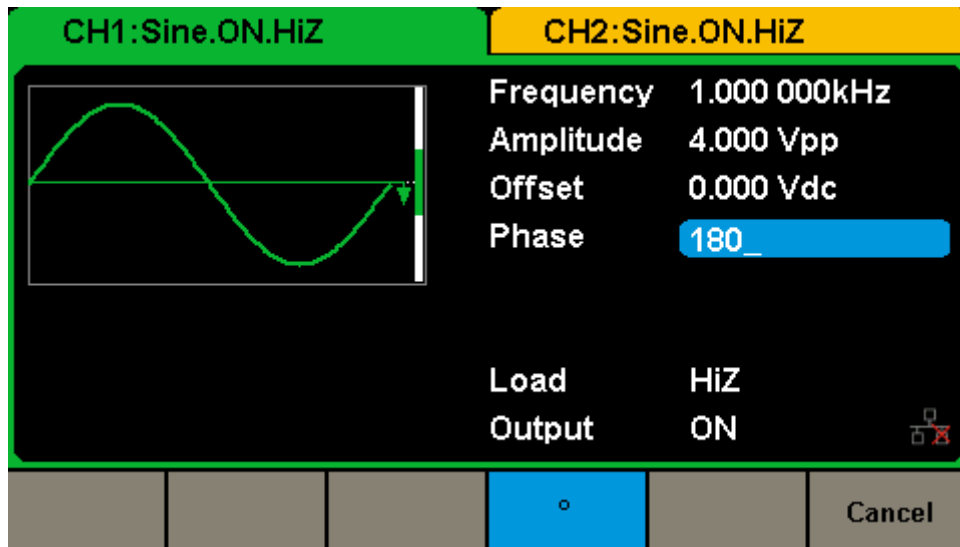 CH1:Sine.ON.HiZ
CH2:Sine.ON.HiZ
Frequency 1.000 000kHz
Amplitude 4.000 Vpp
Offset 0.000 Vdc
Phase 180_
Load HiZ
Output ON
° Cancel